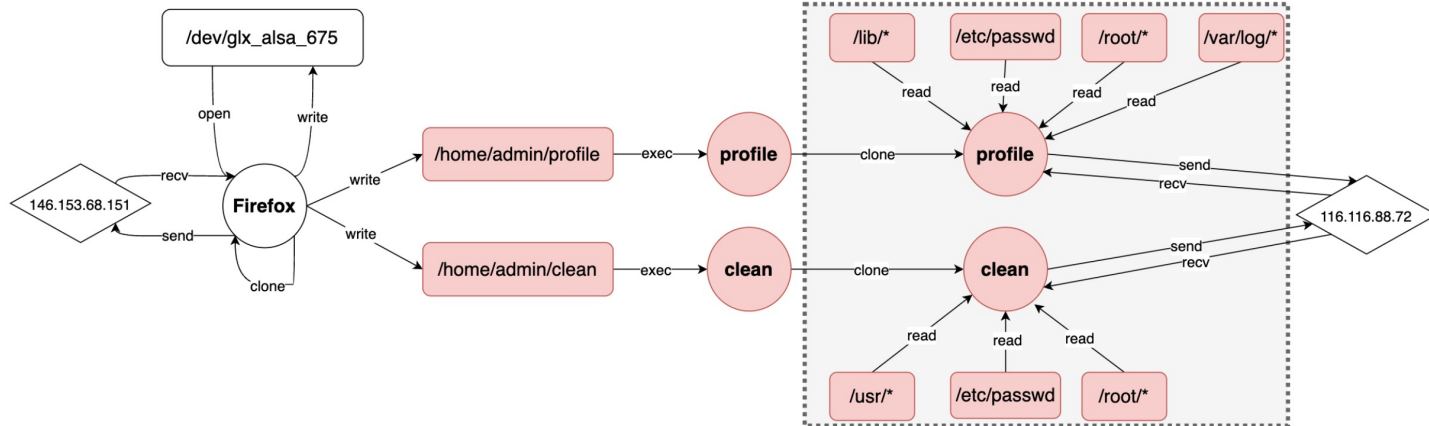 /dev/glx_alsa_675
/lib/*
/etc/passwd
/root/*
/var/log/*
open
write
read
read
read
read
146.153.68.151
recv
send
Firefox
clone
write
write
/home/admin/profile
exec
profile
clone
profile
send
recv
116.116.88.72
/home/admin/clean
exec
clean
clone
clean
send
recv
read
read
read
/usr/*
/etc/passwd
/root/*